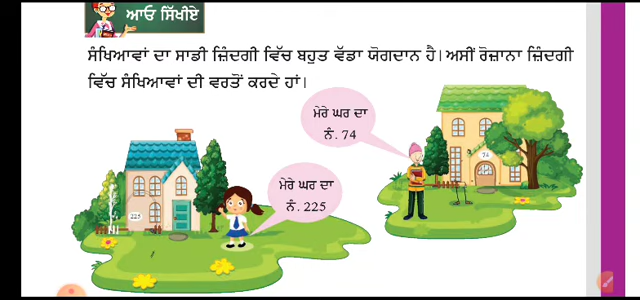 ਆਓ ਸਿੱਖੀਏ
ਸੰਖਿਆਵਾਂ ਦਾ ਸਾਡੀ ਜ਼ਿੰਦਗੀ ਵਿੱਚ ਬਹੁਤ ਵੱਡਾ ਯੋਗਦਾਨ ਹੈ। ਅਸੀਂ ਰੋਜ਼ਾਨਾ ਜ਼ਿੰਦਗੀ
ਵਿੱਚ ਸੰਖਿਆਵਾਂ ਦੀ ਵਰਤੋਂ ਕਰਦੇ ਹਾਂ।
ਮੇਰੇ ਘਰ ਦਾ
ਨੰ. 74
74
ਮੇਰੇ ਘਰ ਦਾ
ਨੰ. 225
225